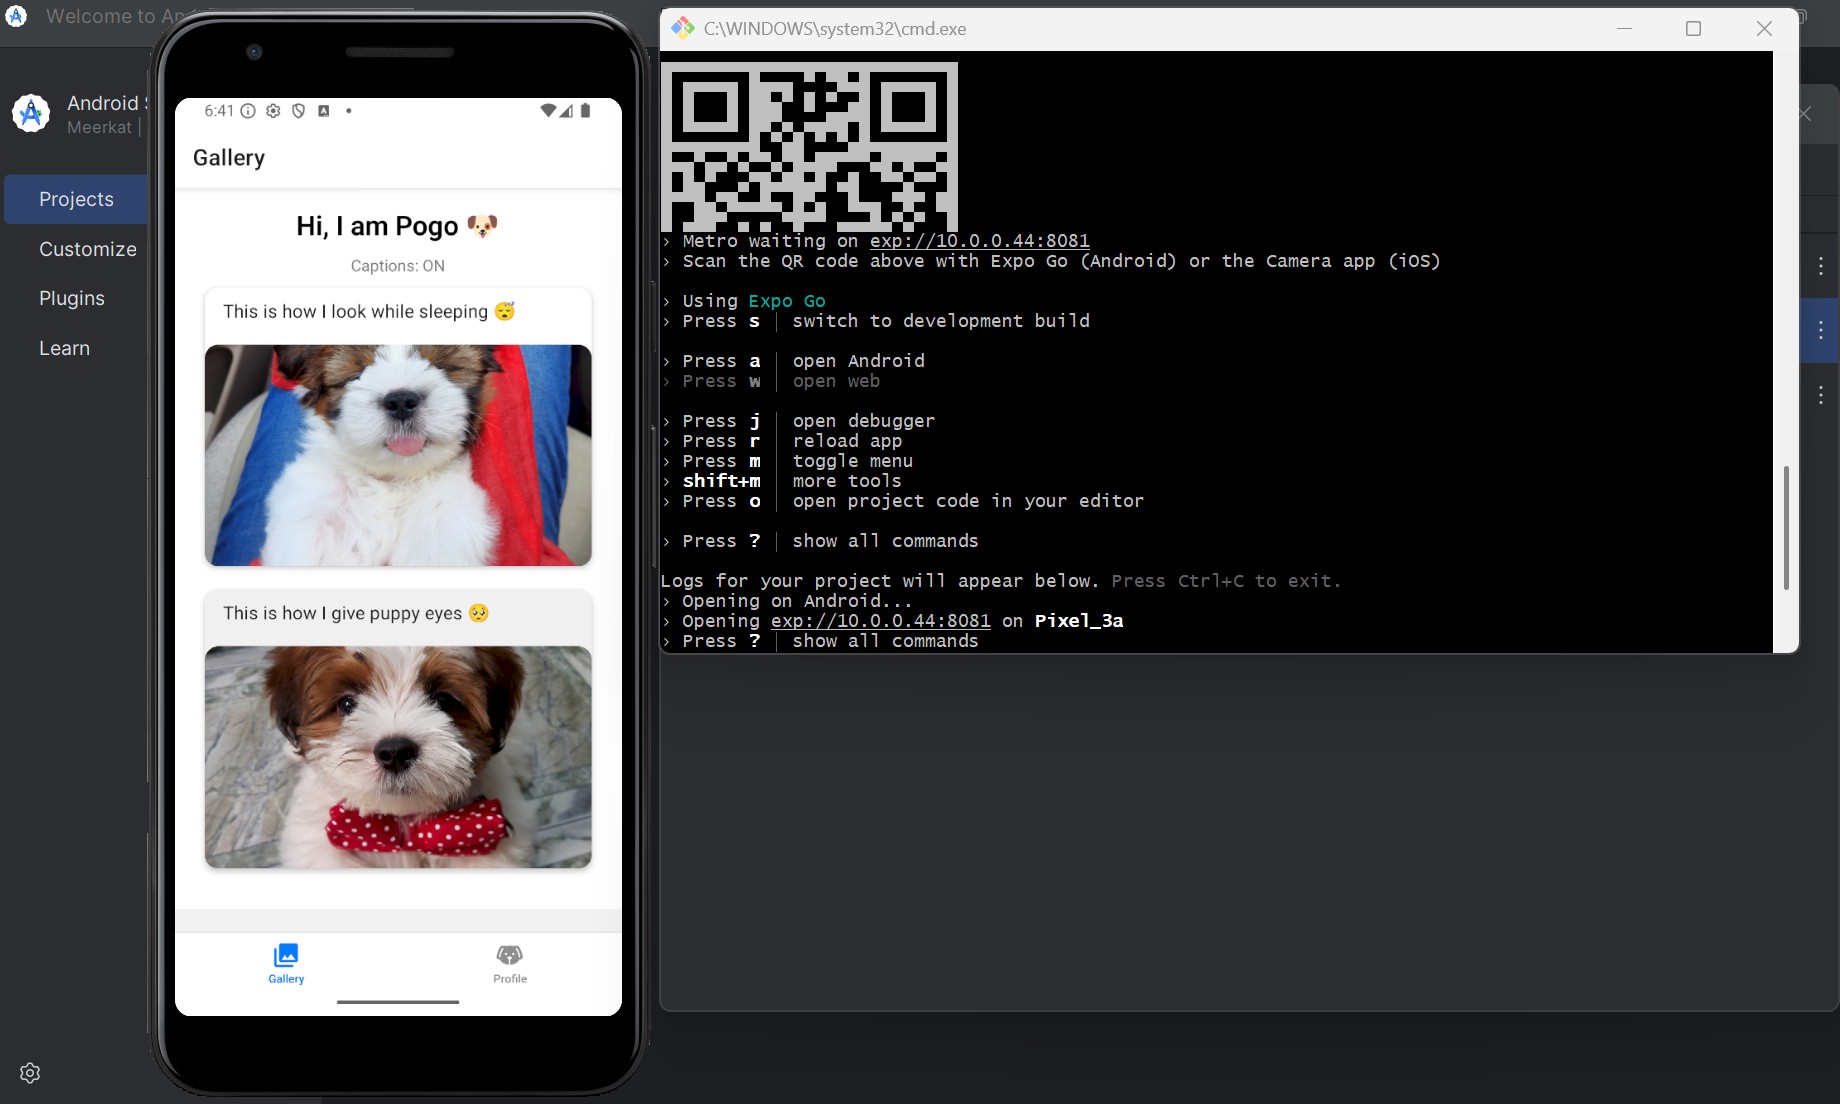 Welcome to An
Android S
Meerkat |
Projects
Customize
Plugins
Learn
6:41
Gallery
Hi, I am Pogo 🐶
Captions: ON
This is how I look while sleeping 😴
This is how I give puppy eyes 🥺
Gallery
Profile
C:\WINDOWS\system32\cmd.exe
› Metro waiting on exp://10.0.0.44:8081
› Scan the QR code above with Expo Go (Android) or the Camera app (iOS)
› Using Expo Go
› Press s │ switch to development build
› Press a │ open Android
› Press w │ open web
› Press j │ open debugger
› Press r │ reload app
› Press m │ toggle menu
› shift+m │ more tools
› Press o │ open project code in your editor
› Press ? │ show all commands
Logs for your project will appear below. Press Ctrl+C to exit.
› Opening on Android...
› Opening exp://10.0.0.44:8081 on Pixel_3a
› Press ? │ show all commands